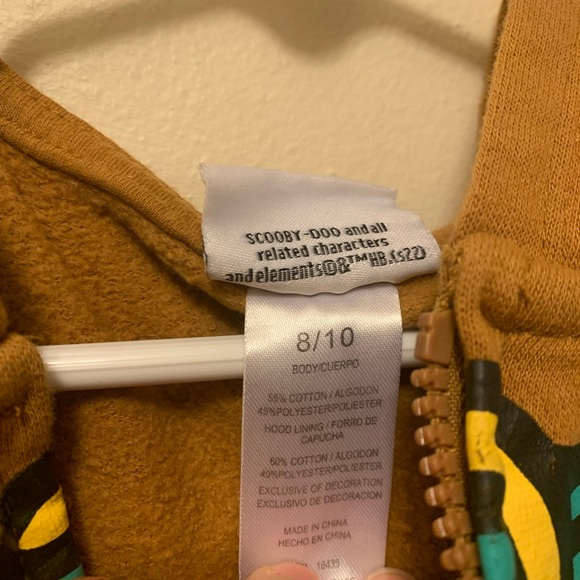 SCOOBY-DOO and all
related characters
and elements©&™HB.(s22)
8/10
BODY/CUERPO
55% COTTON / ALGODON
45%POLYESTER/POLIESTER
HOOD LINING / FORRO DE
CAPUCHA
60% COTTON / ALGODON
40%POLYESTER/POLIESTER
EXCLUSIVE OF DECORATION
EXCLUSIVO DE DECORACION
MADE IN CHINA
HECHO EN CHINA
16435